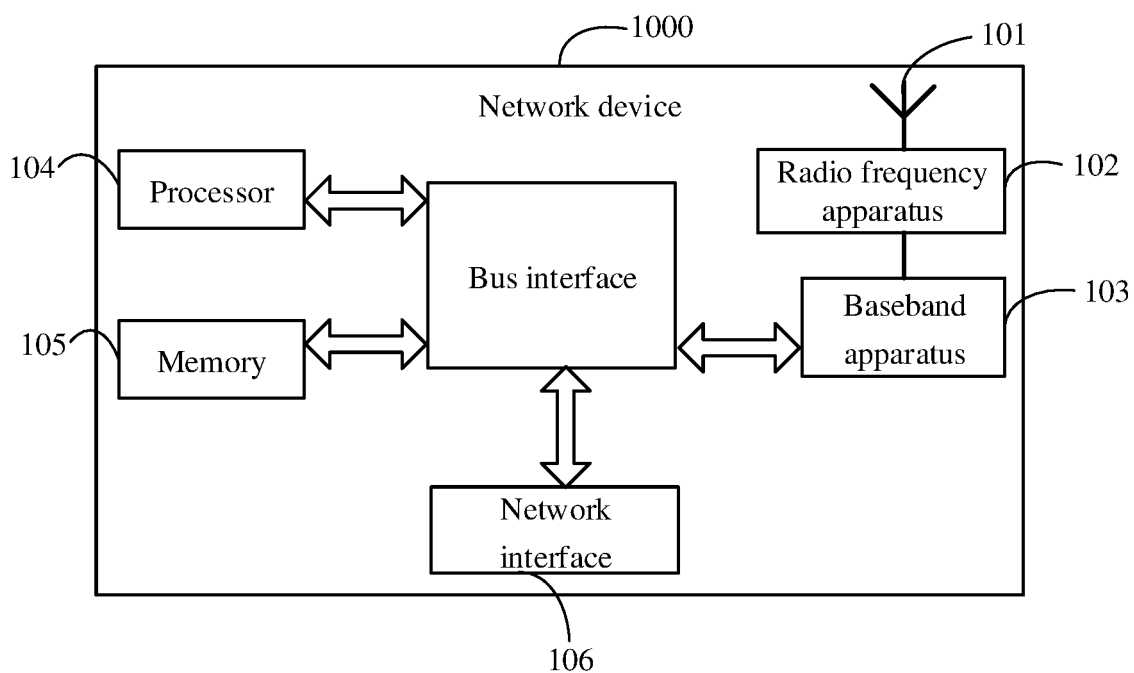 1000
101
Network device
104
Processor
Radio frequency
apparatus
102
Bus interface
Baseband
apparatus
103
105
Memory
Network
interface
106